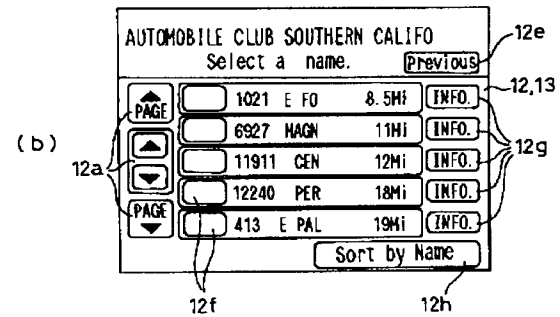 AUTOMOBILE CLUB SOUTHERN CALIFO
Select a name. Previous
12e
12,13
(b)
12a
PAGE
PAGE
1021 E FO 8.5Mi INFO.
6927 MAGN 11Mi INFO.
11911 CEN 12Mi INFO.
12240 PER 18Mi INFO.
413 E PAL 19Mi INFO.
12g
Sort by Name
12f
12h